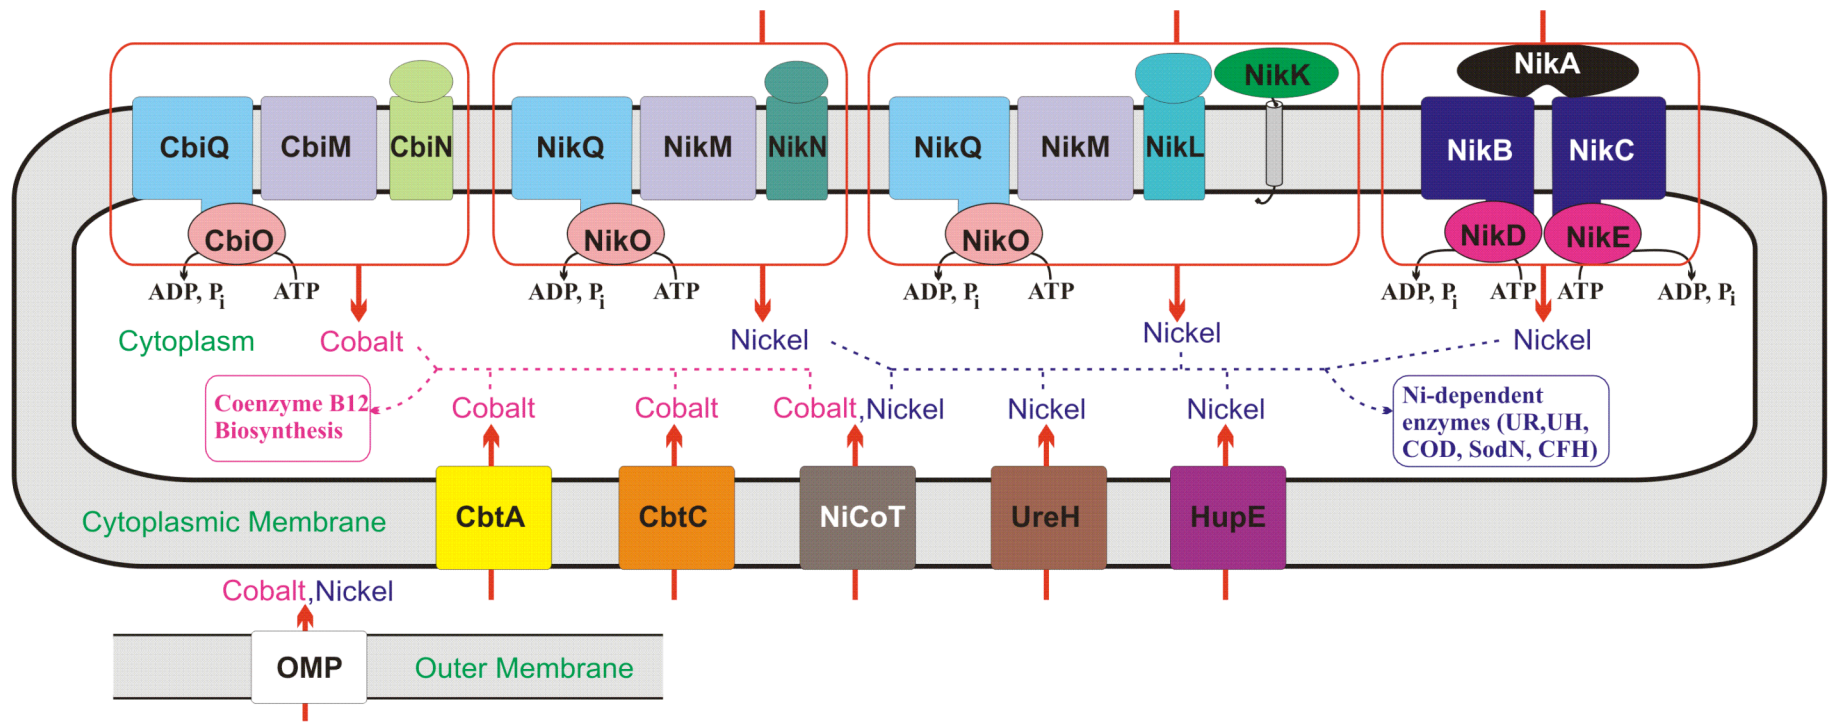 NikA
NikK
CbiQ
CbiM
CbiN
NikQ
NikM
NikN
NikQ
NikM
NikL
NikB
NikC
CbiO
NikO
NikO
NikD
NikE
ADP, Pi
ATP
ADP, Pi
ATP
ADP, Pi
ATP
ADP, Pi
ATP
ATP
ADP, Pi
Cytoplasm
Cobalt
Nickel
Nickel
Nickel
Coenzyme B12
Biosynthesis
Cobalt
Cobalt
Cobalt,Nickel
Nickel
Nickel
Ni-dependent
enzymes (UR,UH,
COD, SodN, CFH)
Cytoplasmic Membrane
CbtA
CbtC
NiCoT
UreH
HupE
Cobalt,Nickel
OMP
Outer Membrane